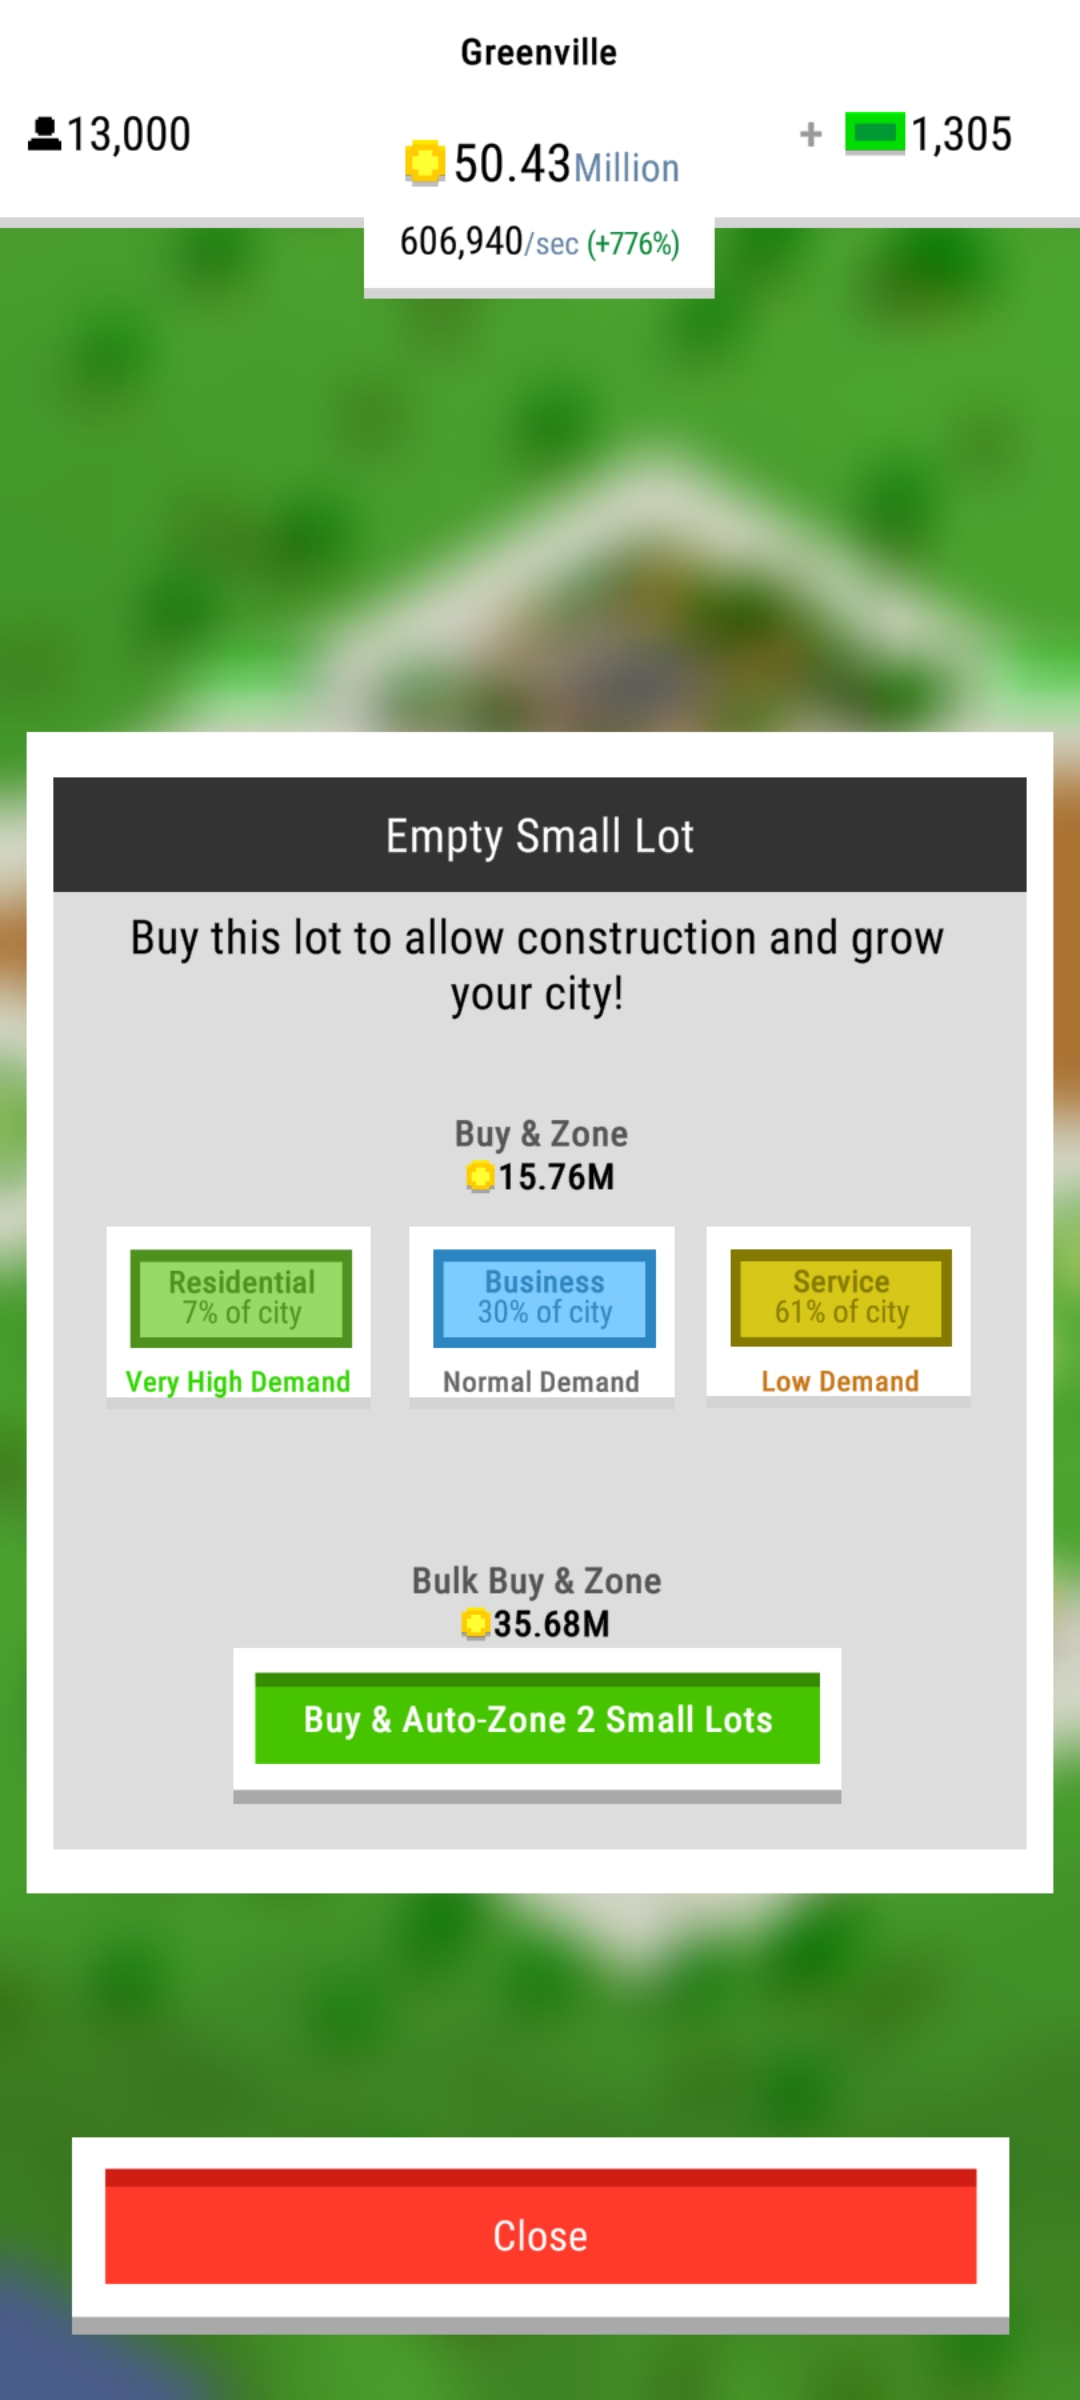 Greenville
13,000
50.43Million
+ 1,305
606,940/sec (+776%)
Empty Small Lot
Buy this lot to allow construction and grow
your city!
Buy & Zone
15.76M
Residential
7% of city
Very High Demand
Business
30% of city
Normal Demand
Service
61% of city
Low Demand
Bulk Buy & Zone
35.68M
Buy & Auto-Zone 2 Small Lots
Close